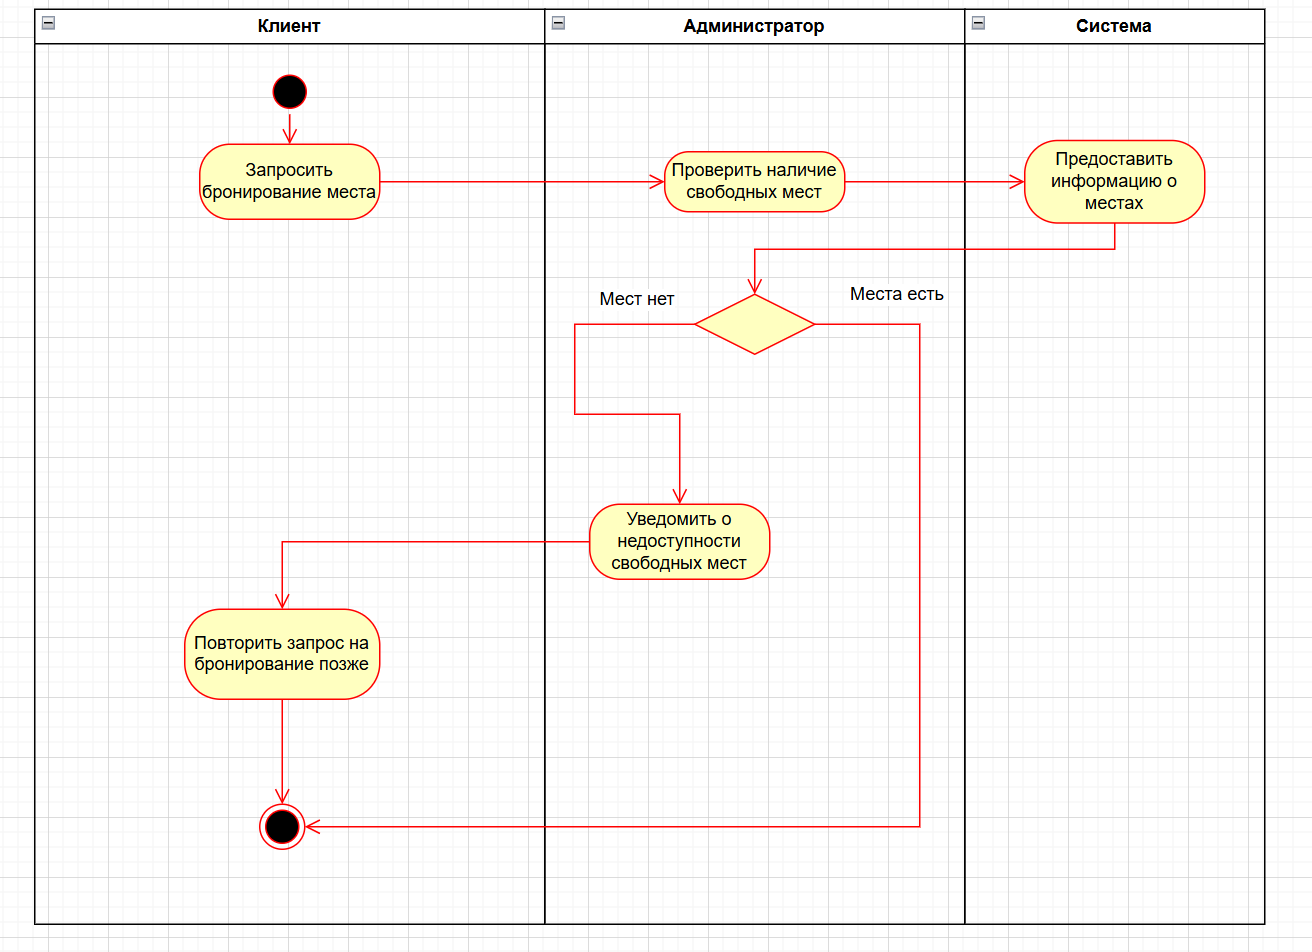 Клиент
Администратор
Система
Запросить
бронирование места
Проверить наличие
свободных мест
Предоставить
информацию о
местах
Мест нет
Места есть
Уведомить о
недоступности
свободных мест
Повторить запрос на
бронирование позже